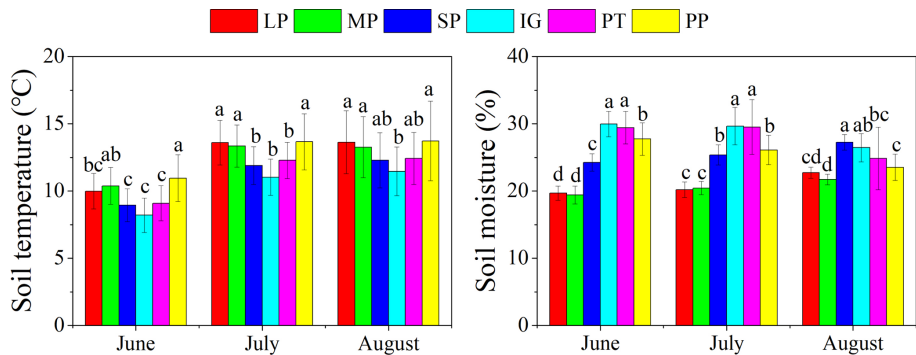 LP MP SP IG PT PP
Soil temperature (°C)
20
15
10
5
0
bc ab c c c a
a a b b b a
a a ab b ab a
June July August
Soil moisture (%)
40
30
20
10
0
d d c a a b
c c b a a b
cd d a ab bc bc
June July August